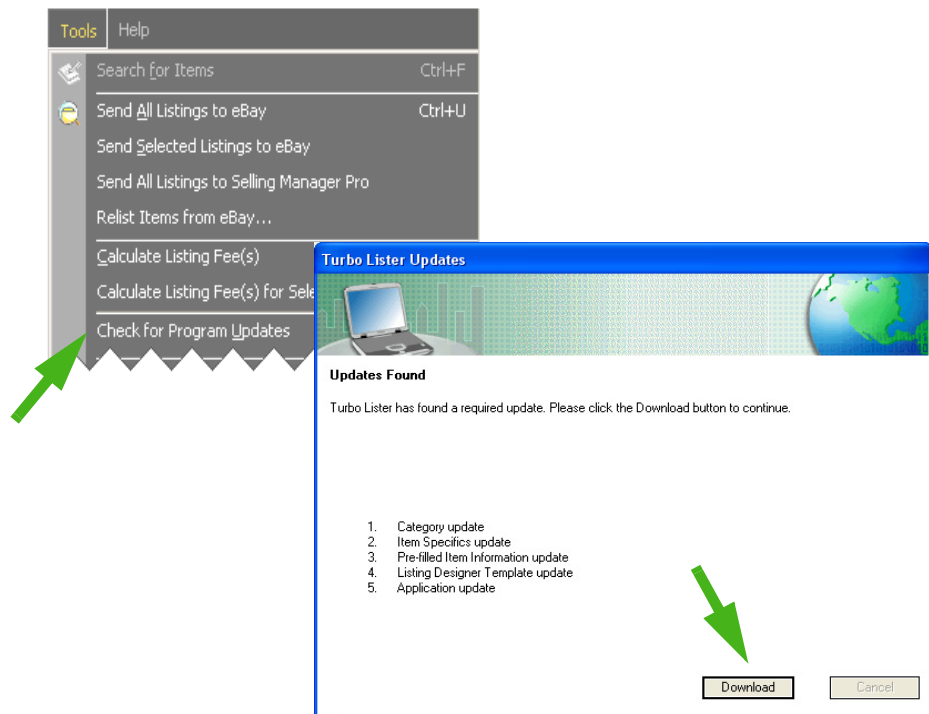 Tools Help
Search for Items Ctrl+F
Send All Listings to eBay Ctrl+U
Send Selected Listings to eBay
Send All Listings to Selling Manager Pro
Relist Items from eBay...
Calculate Listing Fee(s)
Calculate Listing Fee(s) for Sele
Check for Program Updates
Turbo Lister Updates
Updates Found
Turbo Lister has found a required update. Please click the Download button to continue.
1. Category update
2. Item Specifics update
3. Pre-filled Item Information update
4. Listing Designer Template update
5. Application update
Download Cancel